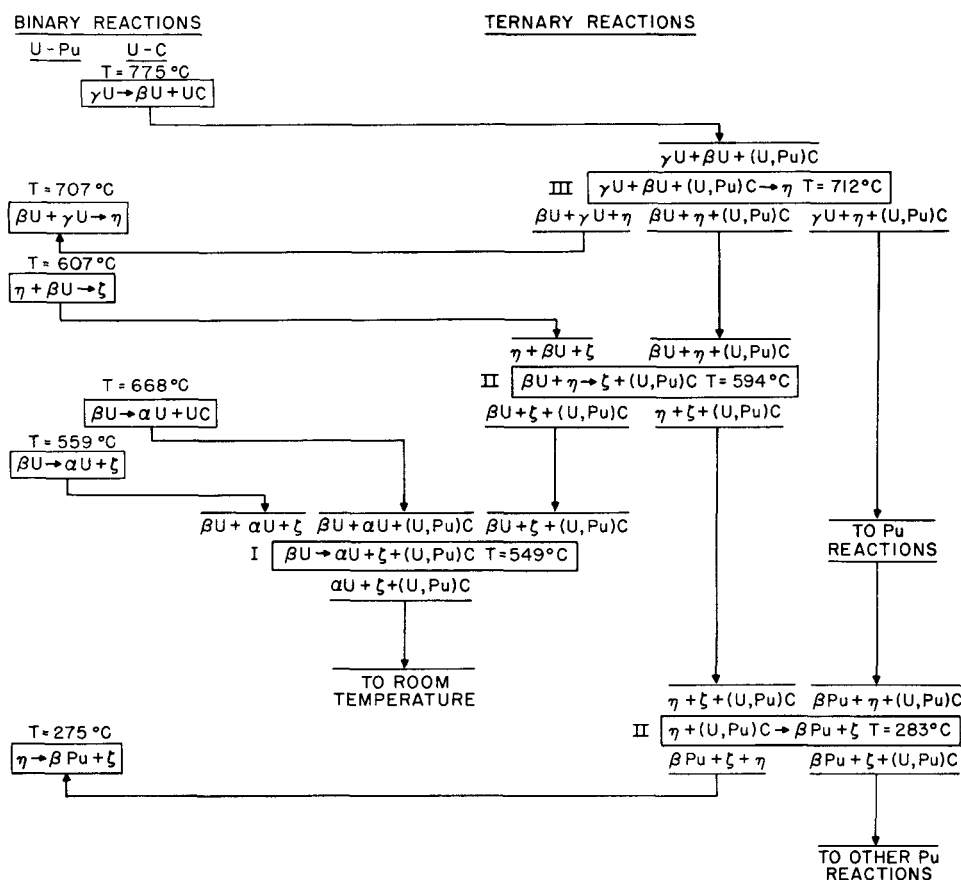 BINARY REACTIONS
TERNARY REACTIONS
U-Pu
U-C
T=775°C
γU→βU+UC
γU+βU+(U,Pu)C
III
γU+βU+(U,Pu)C→η T=712°C
βU+γU+η
βU+η+(U,Pu)C
γU+η+(U,Pu)C
T=707°C
βU+γU→η
T=607°C
η+βU→ζ
η+βU+ζ
βU+η+(U,Pu)C
II
βU+η→ζ+(U,Pu)C T=594°C
βU+ζ+(U,Pu)C
η+ζ+(U,Pu)C
T=668°C
βU→αU+UC
T=559°C
βU→αU+ζ
βU+αU+ζ
βU+αU+(U,Pu)C
βU+ζ+(U,Pu)C
I
βU→αU+ζ+(U,Pu)C T=549°C
αU+ζ+(U,Pu)C
TO Pu
REACTIONS
TO ROOM
TEMPERATURE
η+ζ+(U,Pu)C
βPu+η+(U,Pu)C
II
η+(U,Pu)C→βPu+ζ T=283°C
βPu+ζ+η
βPu+ζ+(U,Pu)C
T=275°C
η→βPu+ζ
TO OTHER Pu
REACTIONS